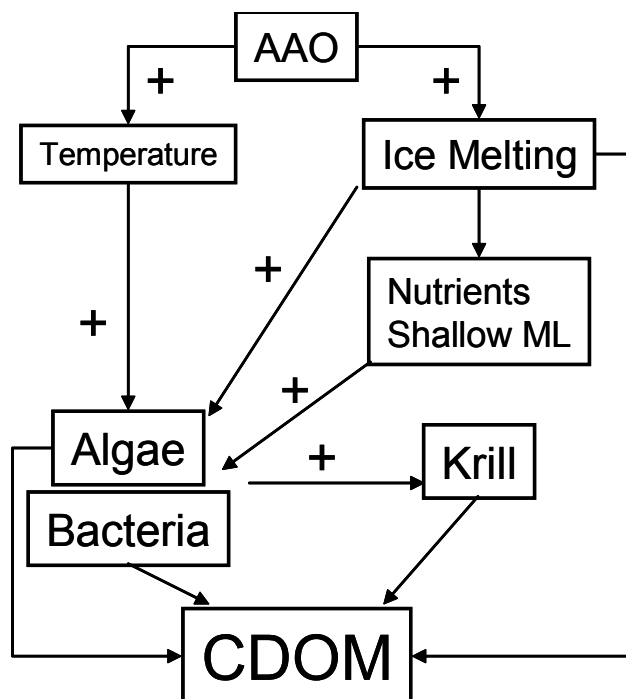 AAO
+
+
Temperature
Ice Melting
+
Nutrients
Shallow ML
+
+
Algae
+
Krill
Bacteria
CDOM